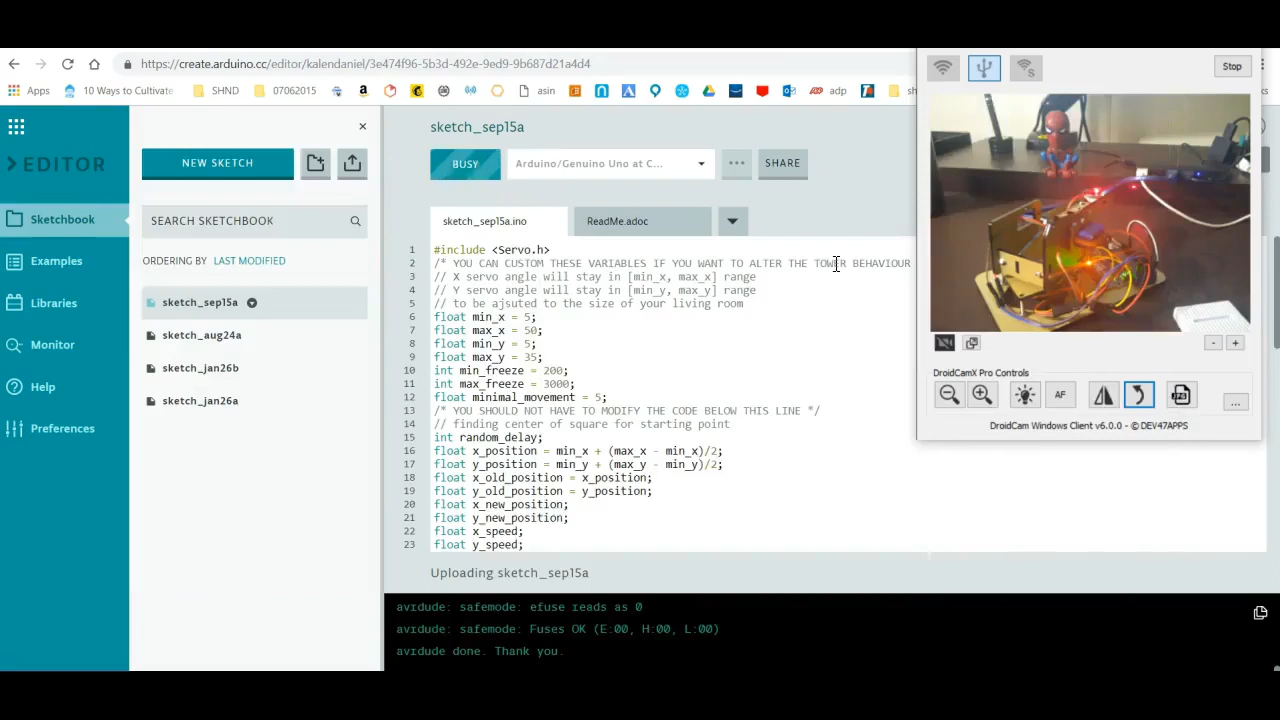 https://create.arduino.cc/editor/kalendaniel/3e474f96-5b3d-492e-9ed9-9b687d21a4d4
Apps
10 Ways to Cultivate
SHND
07062015
asin
adp
EDITOR
Sketchbook
Examples
Libraries
Monitor
Help
Preferences
NEW SKETCH
SEARCH SKETCHBOOK
ORDERING BY LAST MODIFIED
sketch_sep15a
sketch_aug24a
sketch_jan26b
sketch_jan26a
sketch_sep15a
BUSY
Arduino/Genuino Uno at C...
SHARE
sketch_sep15a.ino
ReadMe.adoc
1 #include <Servo.h>
2 /* YOU CAN CUSTOM THESE VARIABLES IF YOU WANT TO ALTER THE TOWER BEHAVIOUR
3 // X servo angle will stay in [min_x, max_x] range
4 // Y servo angle will stay in [min_y, max_y] range
5 // to be ajsuted to the size of your living room
6 float min_x = 5;
7 float max_x = 50;
8 float min_y = 5;
9 float max_y = 35;
10 int min_freeze = 200;
11 int max_freeze = 3000;
12 float minimal_movement = 5;
13 /* YOU SHOULD NOT HAVE TO MODIFY THE CODE BELOW THIS LINE */
14 // finding center of square for starting point
15 int random_delay;
16 float x_position = min_x + (max_x - min_x)/2;
17 float y_position = min_y + (max_y - min_y)/2;
18 float x_old_position = x_position;
19 float y_old_position = y_position;
20 float x_new_position;
21 float y_new_position;
22 float x_speed;
23 float y_speed;
Uploading sketch_sep15a
avrdude: safemode: efuse reads as 0
avrdude: safemode: Fuses OK (E:00, H:00, L:00)
avrdude done. Thank you.
Stop
- +
DroidCamX Pro Controls
AF
JPG
...
DroidCam Windows Client v6.0.0 - © DEV47APPS